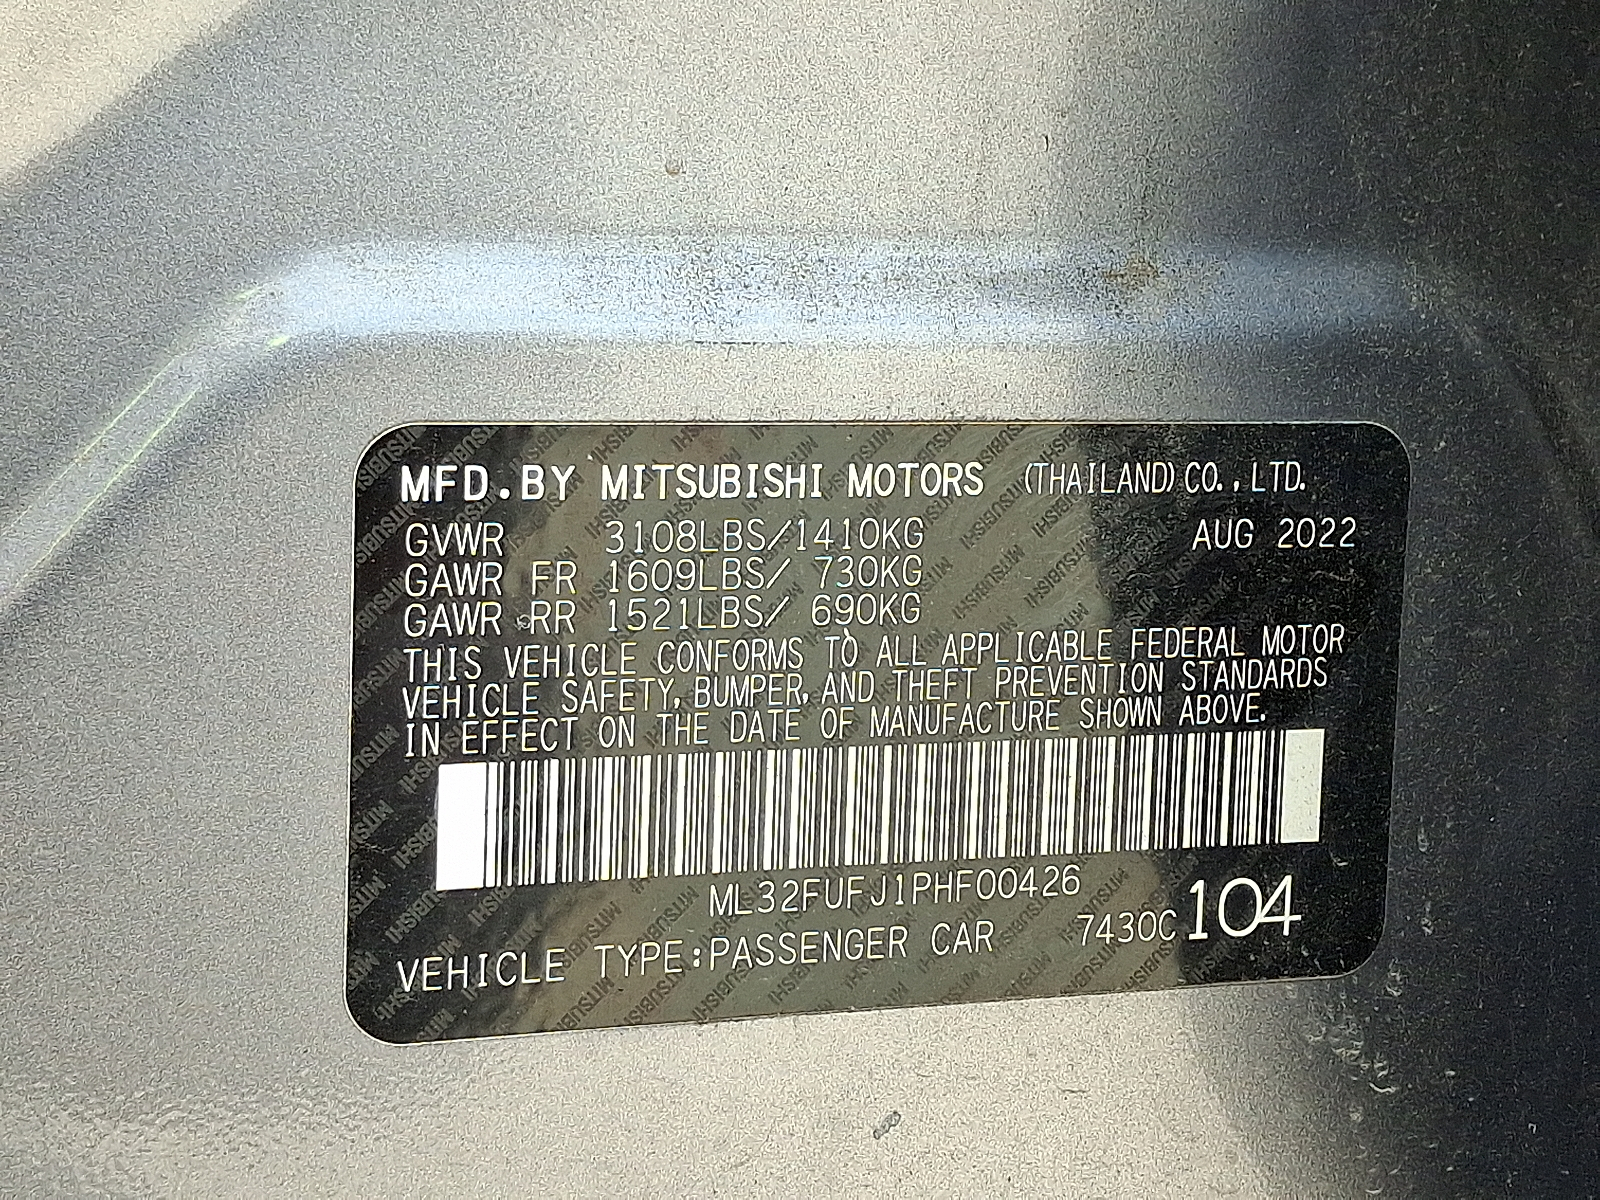 MFD.BY MITSUBISHI MOTORS (THAILAND) CO.,LTD.
GVWR 3108LBS/1410KG AUG 2022
GAWR FR 1609LBS/ 730KG
GAWR RR 1521LBS/ 690KG
THIS VEHICLE CONFORMS TO ALL APPLICABLE FEDERAL MOTOR
VEHICLE SAFETY, BUMPER, AND THEFT PREVENTION STANDARDS
IN EFFECT ON THE DATE OF MANUFACTURE SHOWN ABOVE.
ML32FUFJ1PHF00426
VEHICLE TYPE:PASSENGER CAR 7430C 104